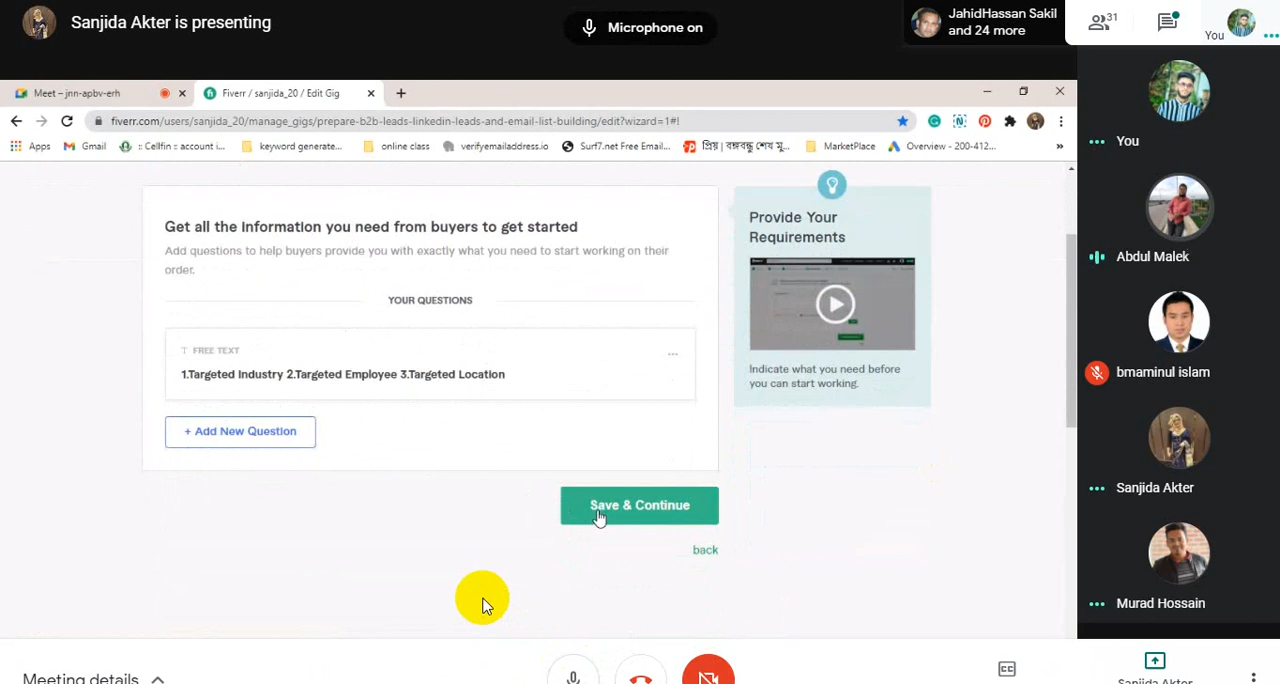 Sanjida Akter is presenting
Microphone on
JahidHassan Sakil
and 24 more
31
You
Meet – jnn-apbv-erh
Fiverr / sanjida_20 / Edit Gig
fiverr.com/users/sanjida_20/manage_gigs/prepare-b2b-leads-linkedin-leads-and-email-list-building/edit?wizard=1#!
Apps
Gmail
:: Cellfin :: account i...
keyword generate...
online class
verifyemailaddress.io
Surf7.net Free Email...
প্রিয় | বঙ্গবন্ধু শেখ মু...
MarketPlace
Overview - 200-412...
»
Get all the information you need from buyers to get started
Add questions to help buyers provide you with exactly what you need to start working on their
order.
YOUR QUESTIONS
T FREE TEXT
1.Targeted Industry 2.Targeted Employee 3.Targeted Location
+ Add New Question
Save & Continue
back
Provide Your
Requirements
Indicate what you need before
you can start working.
You
Abdul Malek
bmaminul islam
Sanjida Akter
Murad Hossain
Meeting details
CC
Sanjida Akter